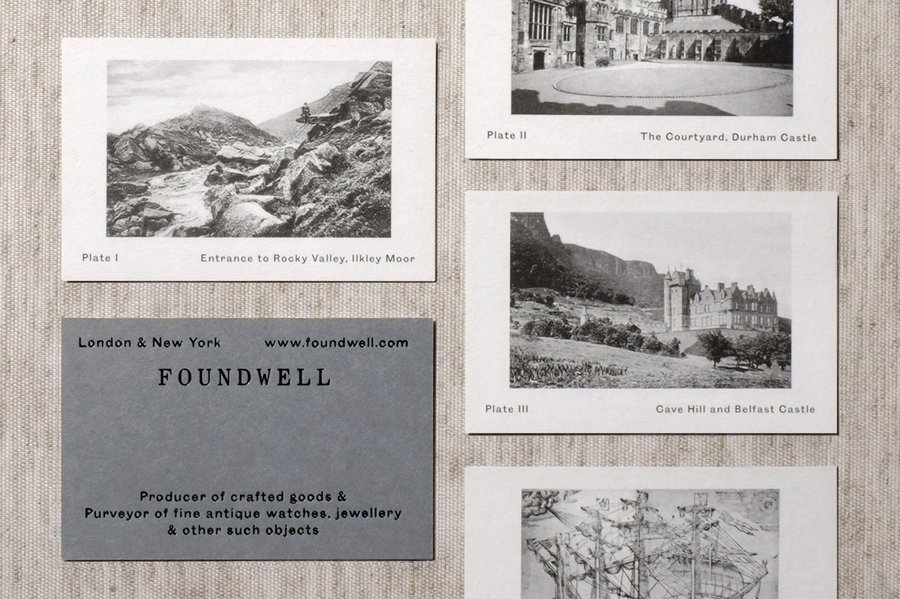 Plate I
Entrance to Rocky Valley, Ilkley Moor
London & New York
www.foundwell.com
FOUNDWELL
Producer of crafted goods &
Purveyor of fine antique watches, jewellery
& other such objects
Plate II
The Courtyard, Durham Castle
Plate III
Cave Hill and Belfast Castle